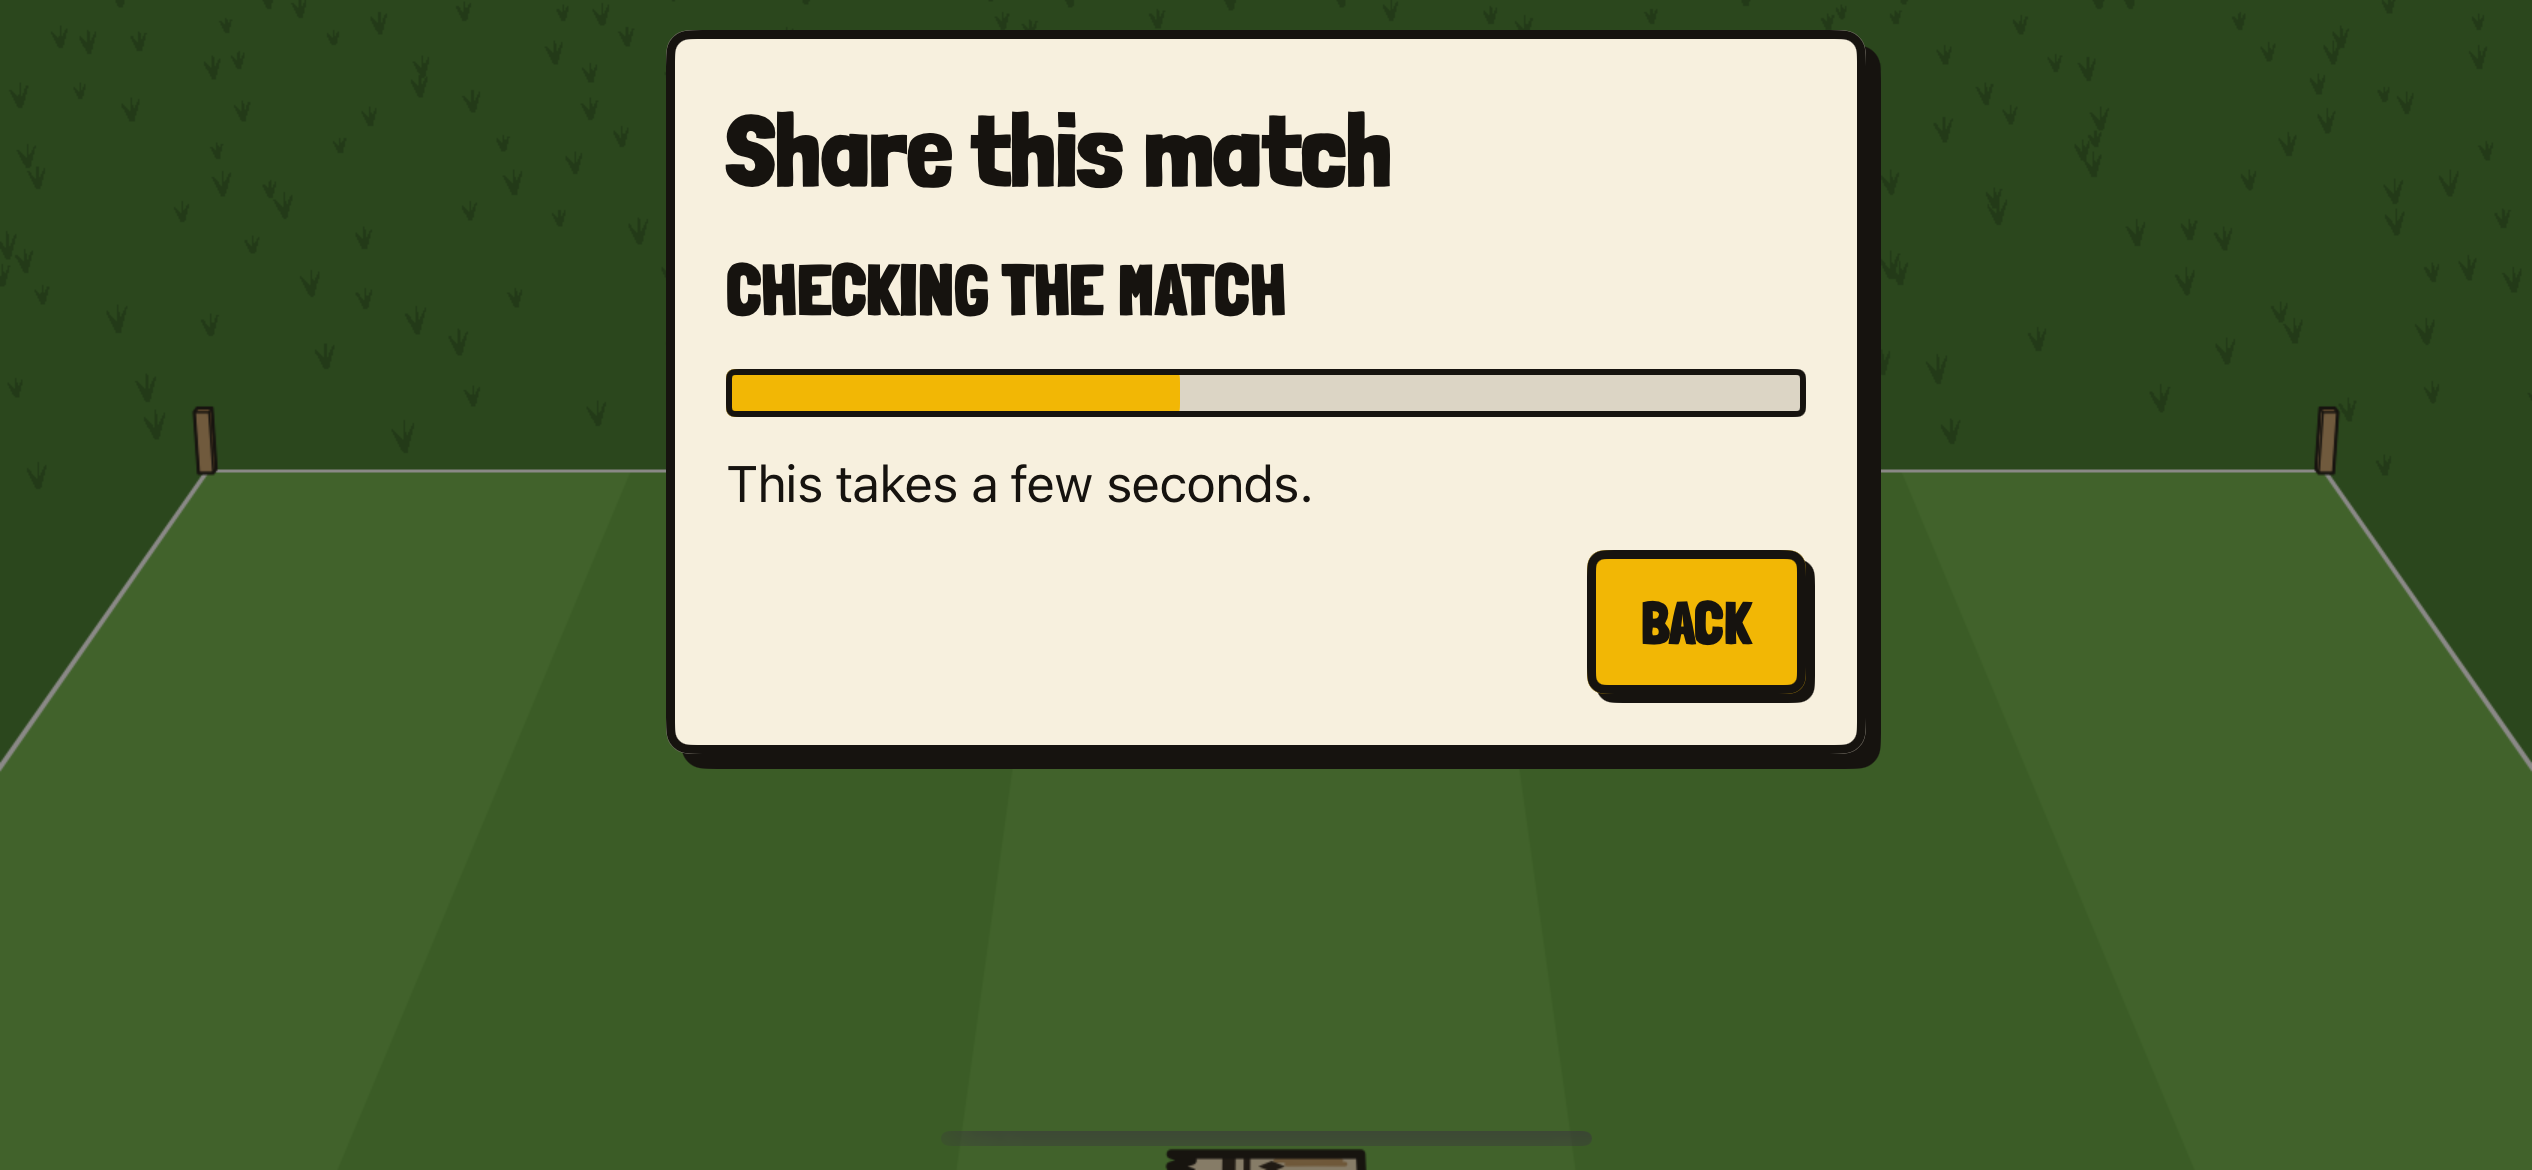 Share this match
CHECKING THE MATCH
This takes a few seconds.
BACK